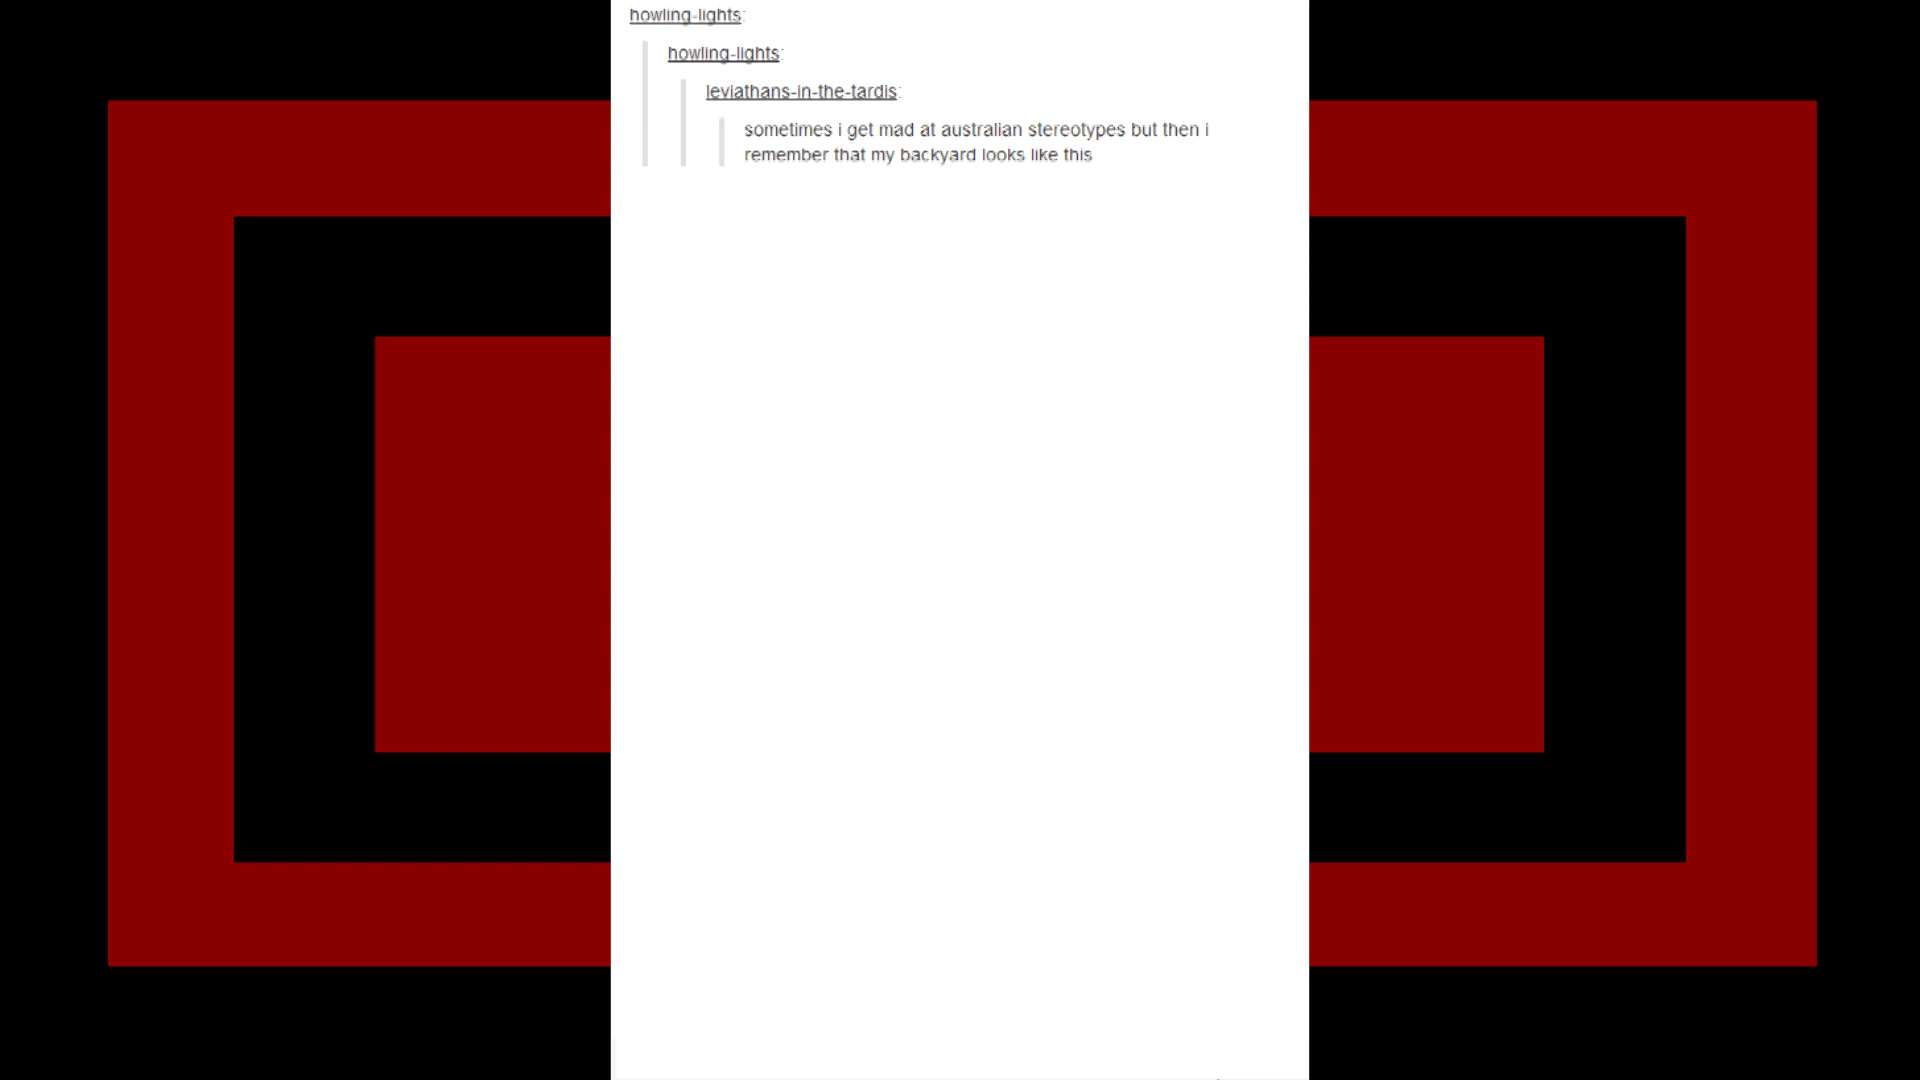 howling-lights:
howling-lights:
leviathans-in-the-tardis:
sometimes i get mad at australian stereotypes but then i
remember that my backyard looks like this